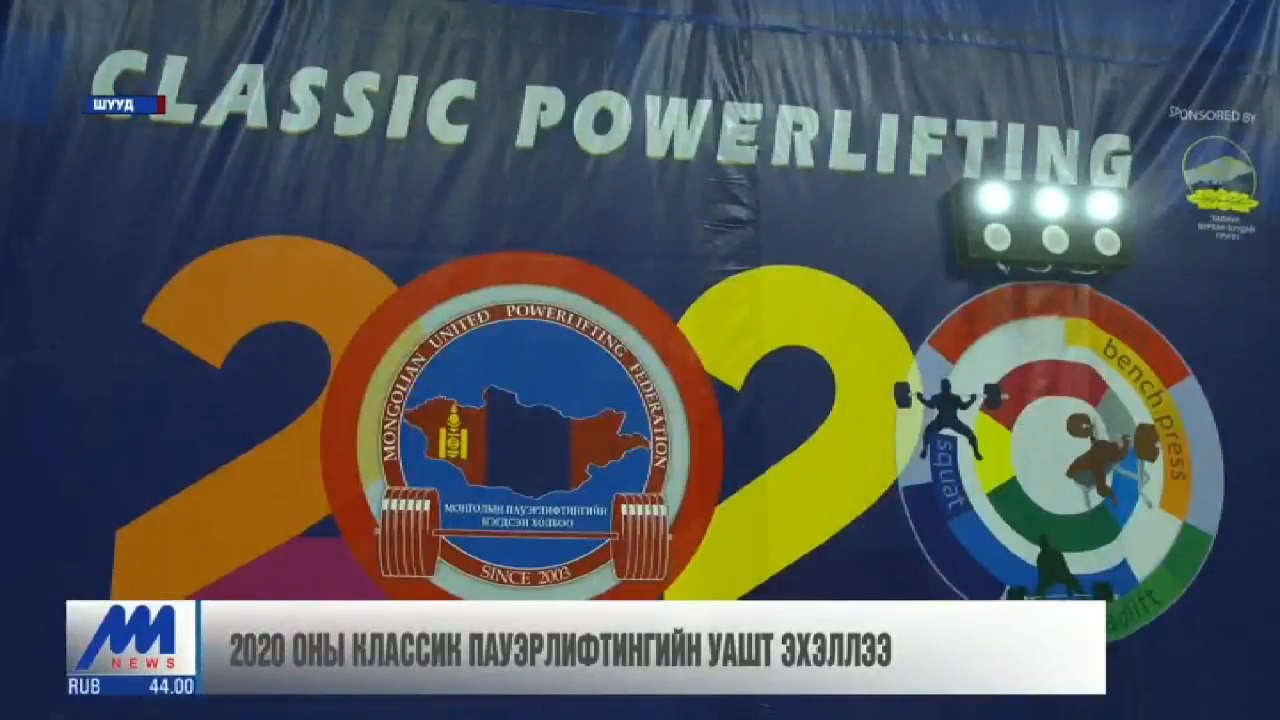 CLASSIC POWERLIFTING
ШУУД
SPONSORED BY
2020
MONGOLIAN UNITED POWERLIFTING FEDERATION
МОНГОЛЫН ПАУЭРЛИФТИНГИЙН
НЭГДСЭН ХОЛБОО
SINCE 2003
bench press
squat
M
NEWS
2020 ОНЫ КЛАССИК ПАУЭРЛИФТИНГИЙН УАШТ ЭХЭЛЛЭЭ
RUB 44.00